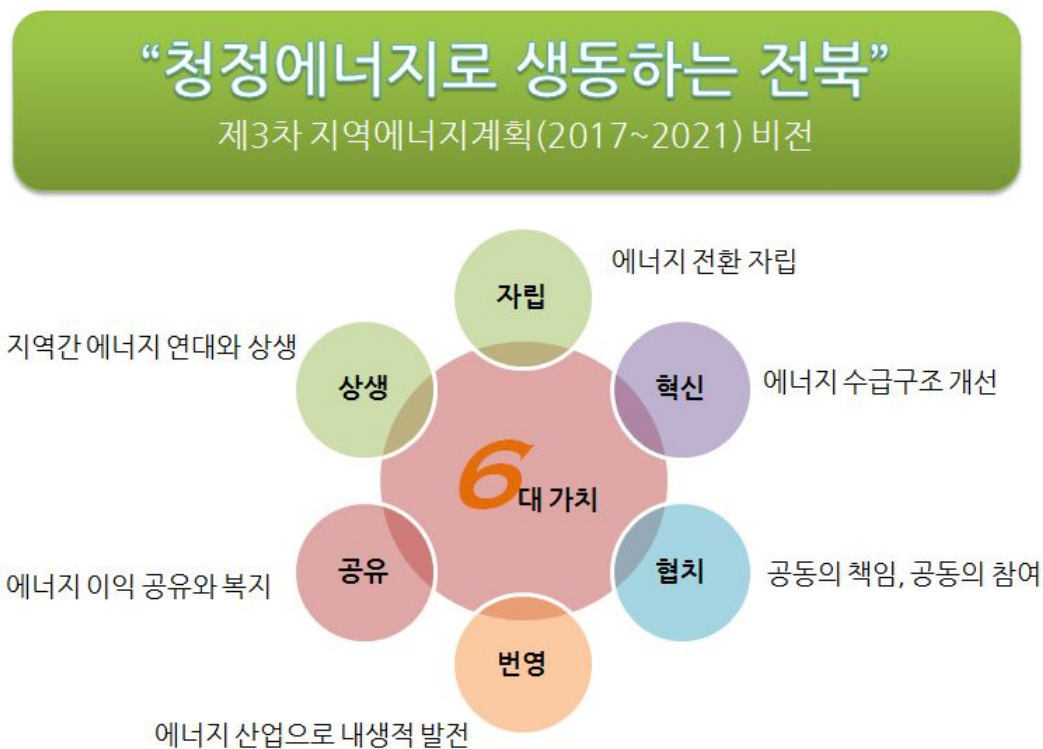 “청정에너지로 생동하는 전북”
제3차 지역에너지계획(2017~2021) 비전
자립
에너지 전환 자립
혁신
에너지 수급구조 개선
협치
공동의 책임, 공동의 참여
번영
에너지 산업으로 내생적 발전
공유
에너지 이익 공유와 복지
상생
지역간 에너지 연대와 상생
6대 가치